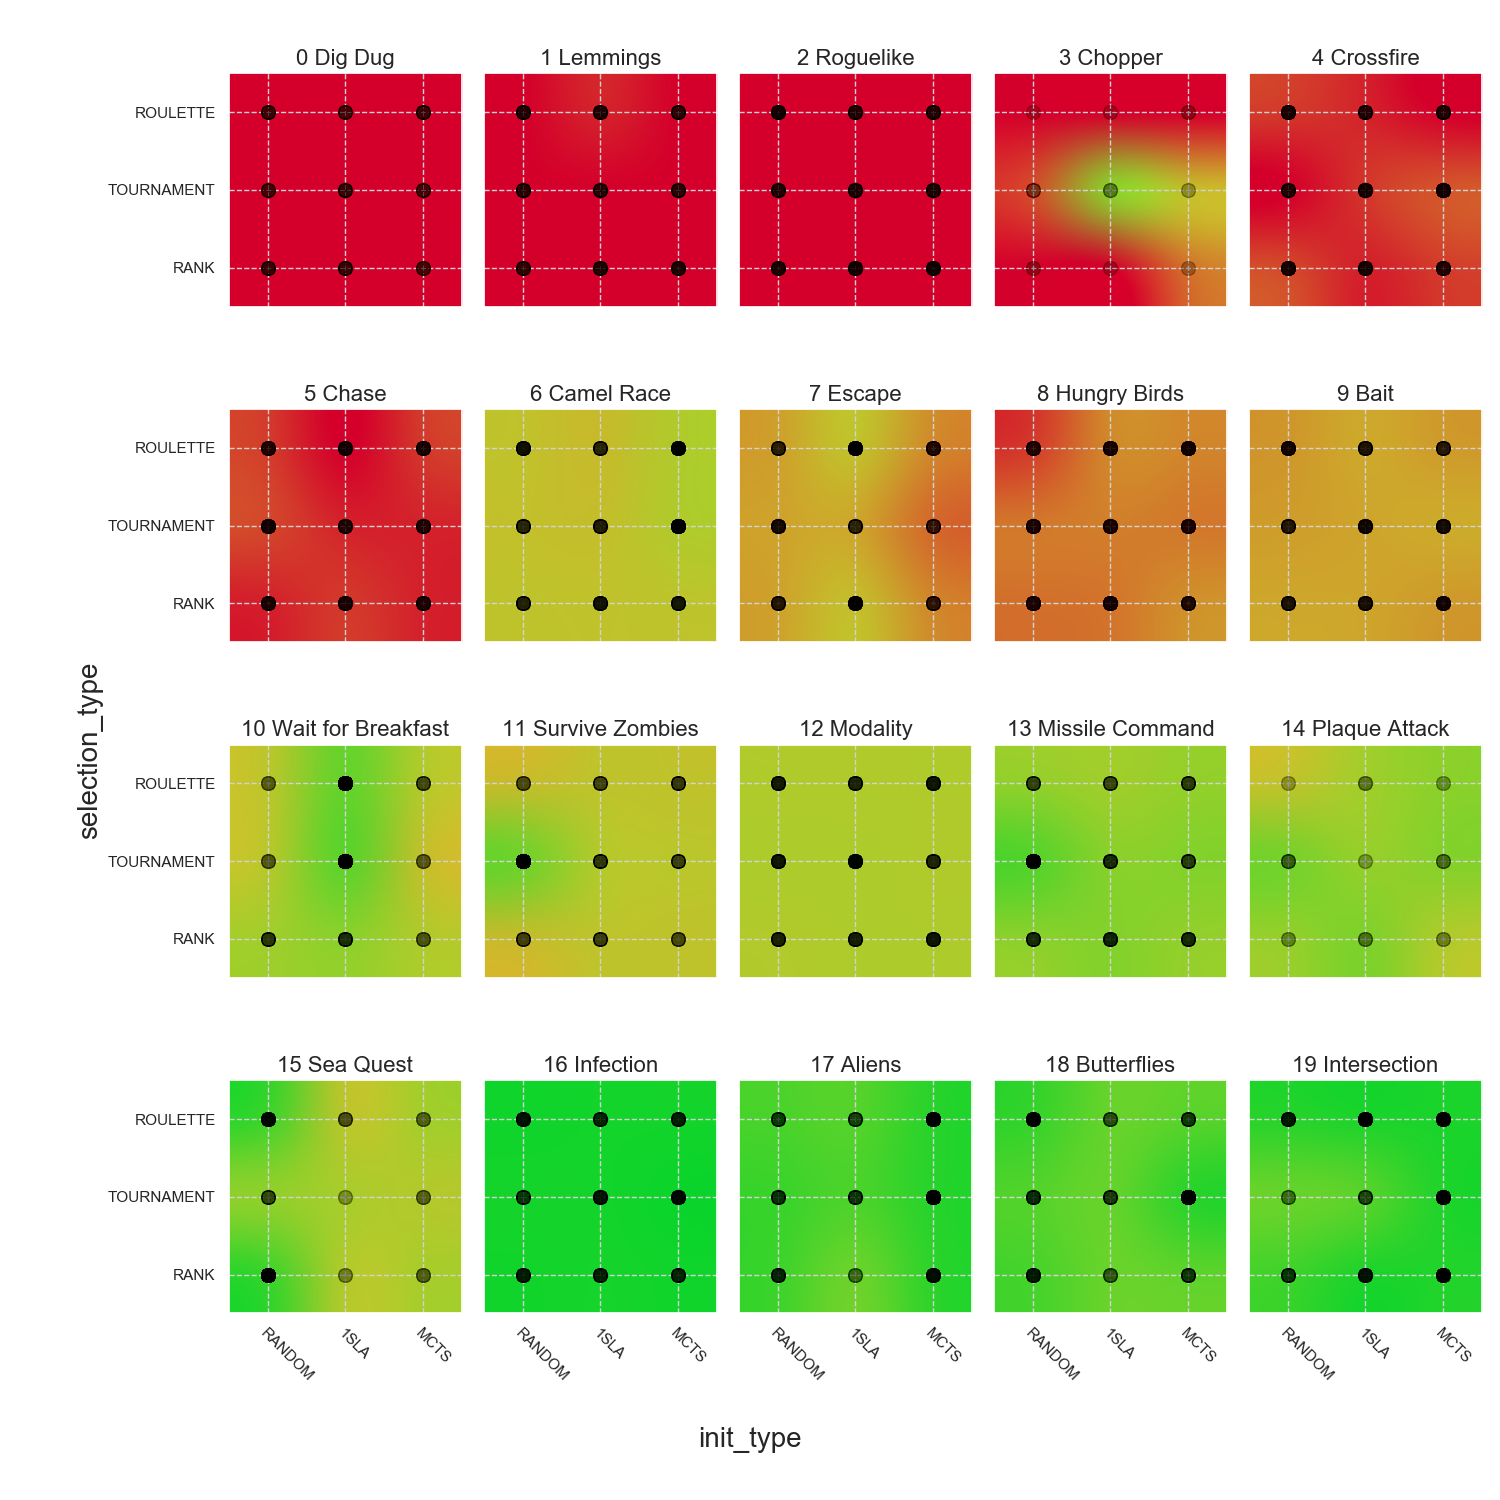 0 Dig Dug
1 Lemmings
2 Roguelike
3 Chopper
4 Crossfire
ROULETTE
TOURNAMENT
RANK
5 Chase
6 Camel Race
7 Escape
8 Hungry Birds
9 Bait
ROULETTE
TOURNAMENT
RANK
selection_type
10 Wait for Breakfast
11 Survive Zombies
12 Modality
13 Missile Command
14 Plaque Attack
ROULETTE
TOURNAMENT
RANK
15 Sea Quest
16 Infection
17 Aliens
18 Butterflies
19 Intersection
ROULETTE
TOURNAMENT
RANK
RANDOM
1SLA
MCTS
RANDOM
1SLA
MCTS
RANDOM
1SLA
MCTS
RANDOM
1SLA
MCTS
RANDOM
1SLA
MCTS
init_type